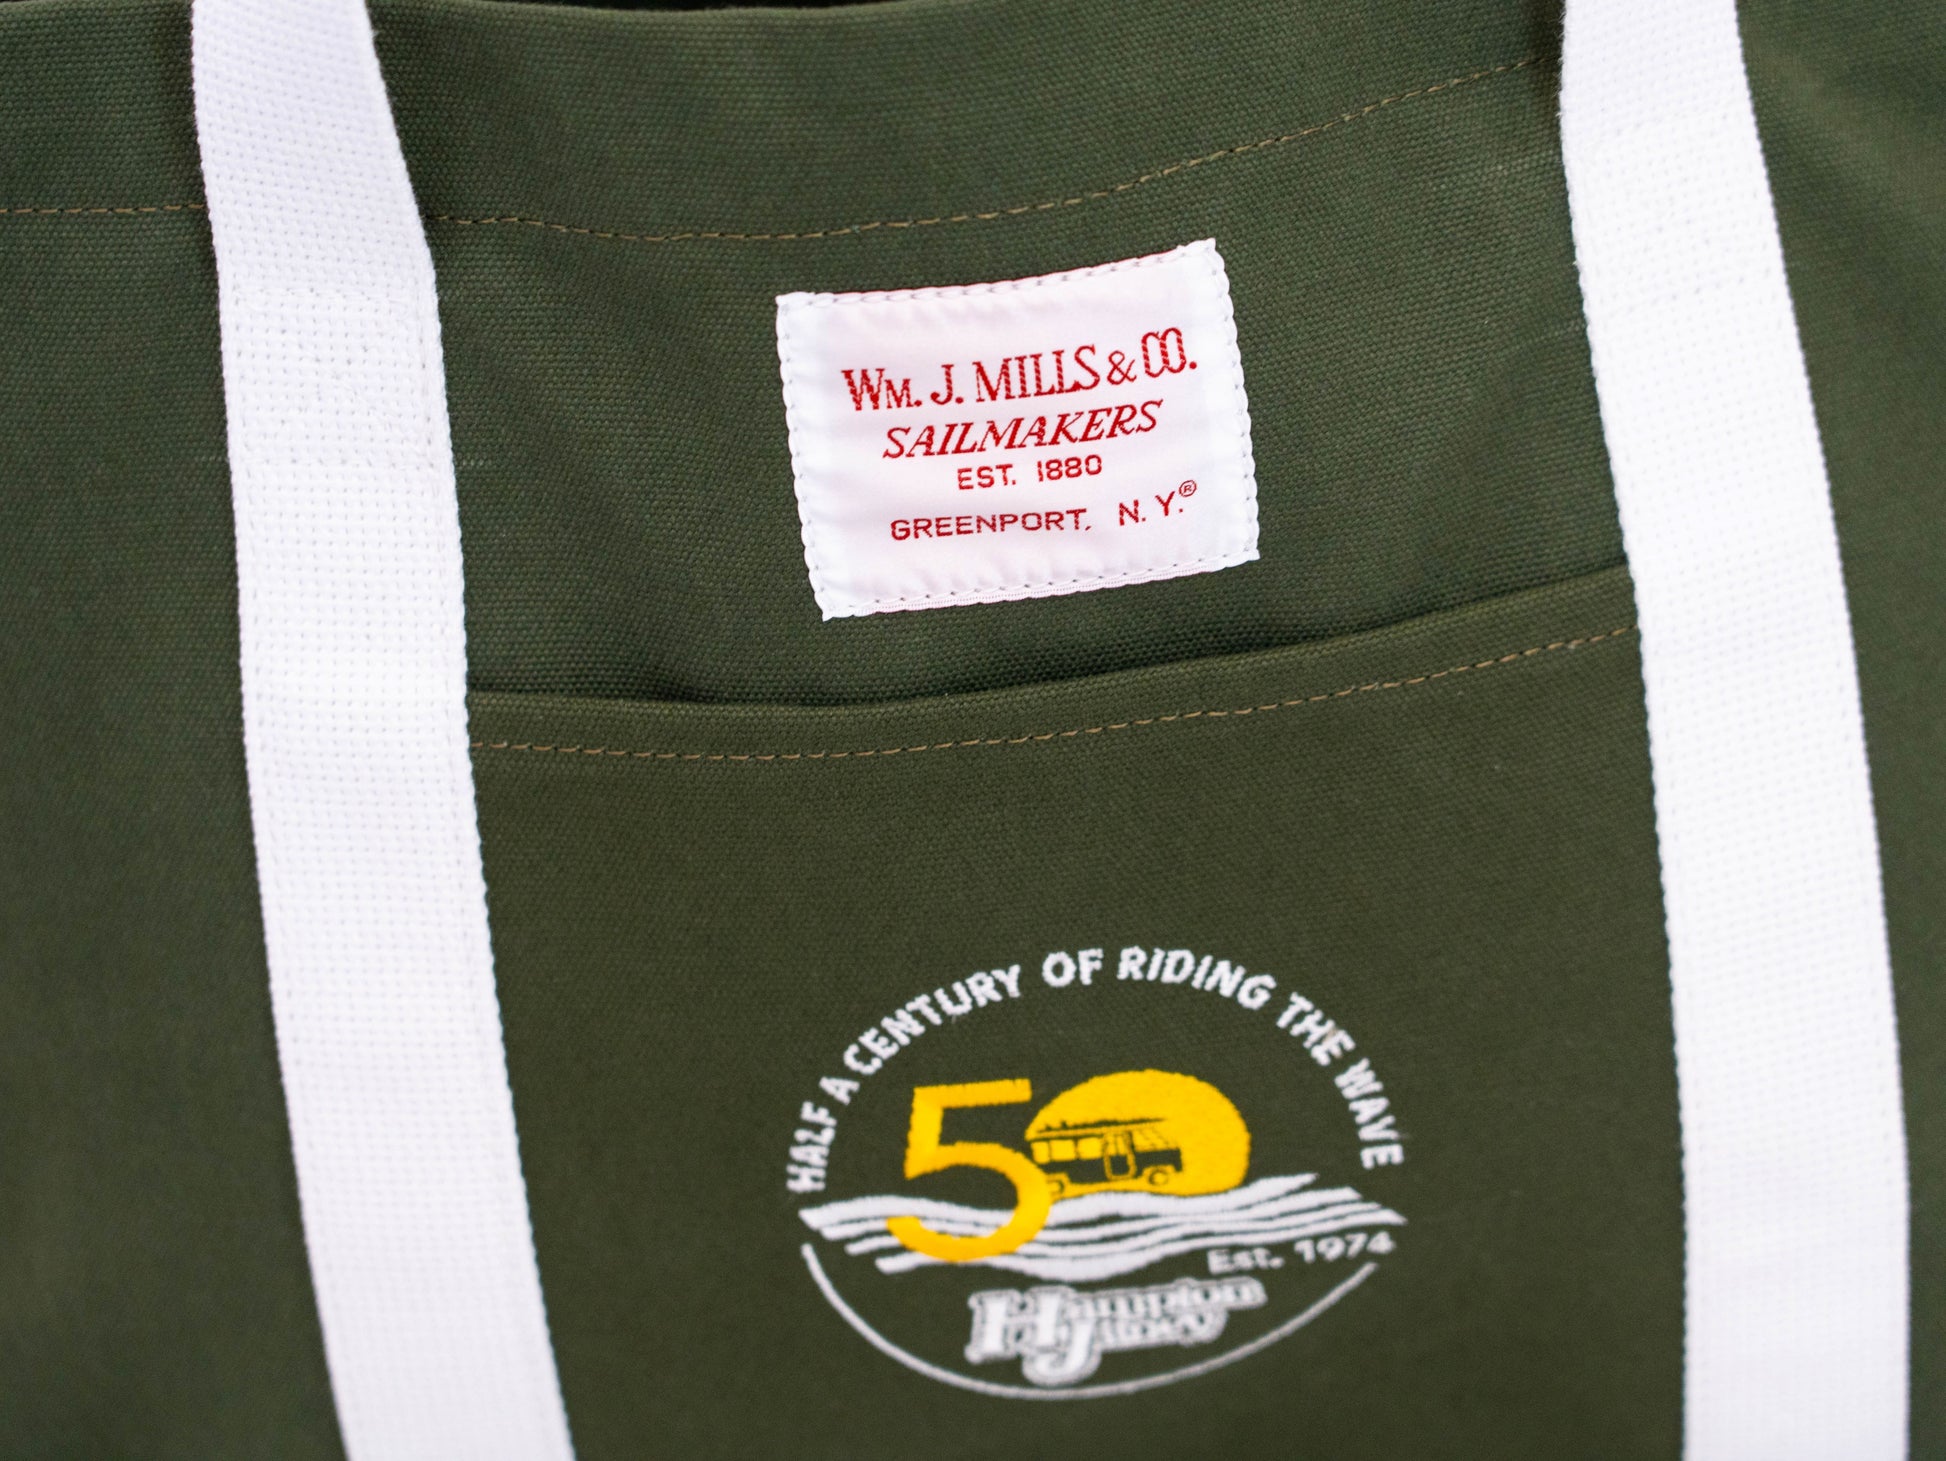 Wm. J. MILLS & CO.
SAILMAKERS
EST. 1880
GREENPORT, N.Y.®
HALF A CENTURY OF RIDING THE WAVE
50
Est. 1974
Hampton
Jitney